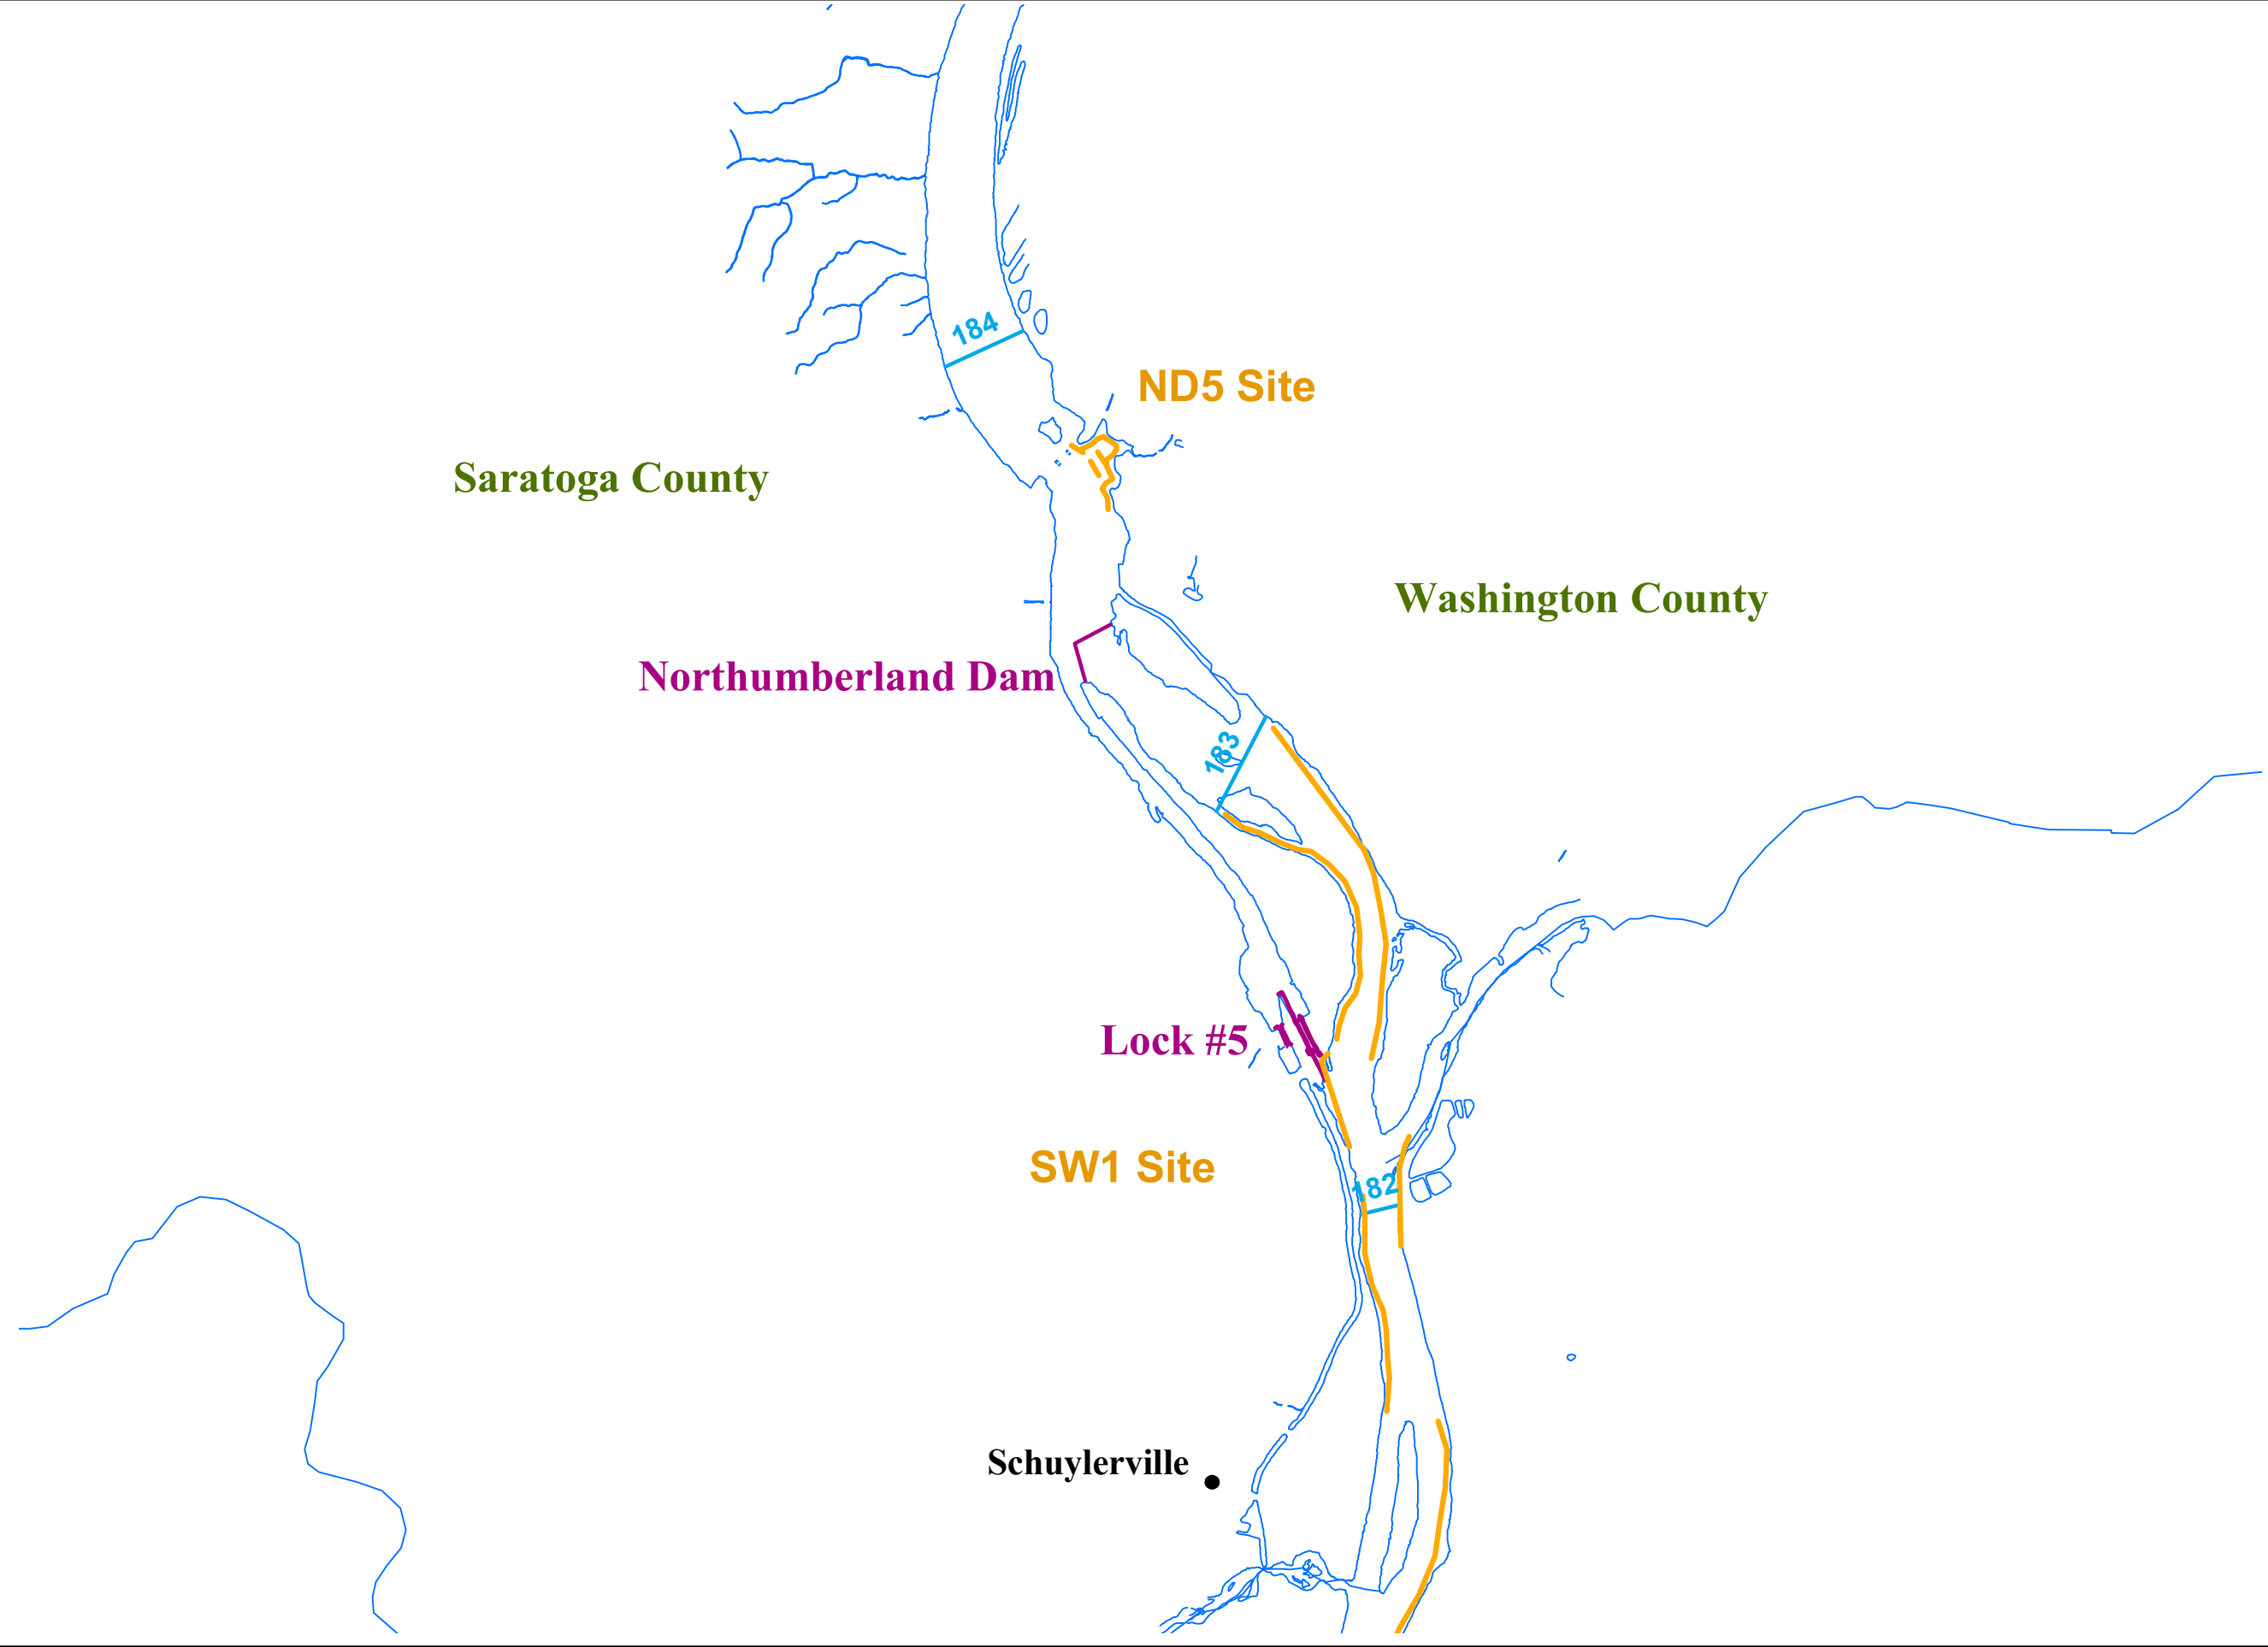 184
ND5 Site
Saratoga County
Washington County
Northumberland Dam
183
Lock #5
SW1 Site
182
Schuylerville